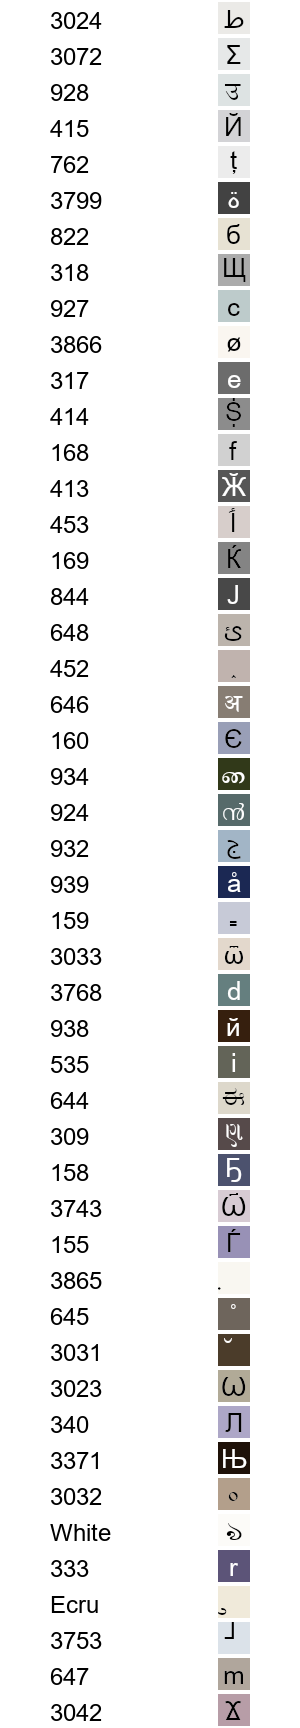 3024 ط
3072 Σ
928 उ
415 Й
762 ț
3799 ӧ
822 б
318 Щ
927 c
3866 ø
317 e
414 Ṩ
168 f
413 Ӂ
453 أ
169 Ќ
844 J
648 ئ
452
646 अ
160 Є
934 ഞ
924 ൻ
932 ج
939 å
159 =
3033
3768 d
938 й
535 i
644 ఈ
309
158 Ҕ
3743
155 Ѓ
3865 .
645 °
3031
3023 Ѡ
340 Л
3371 Њ
3032
White
333 r
Ecru
3753 ┘
647 m
3042